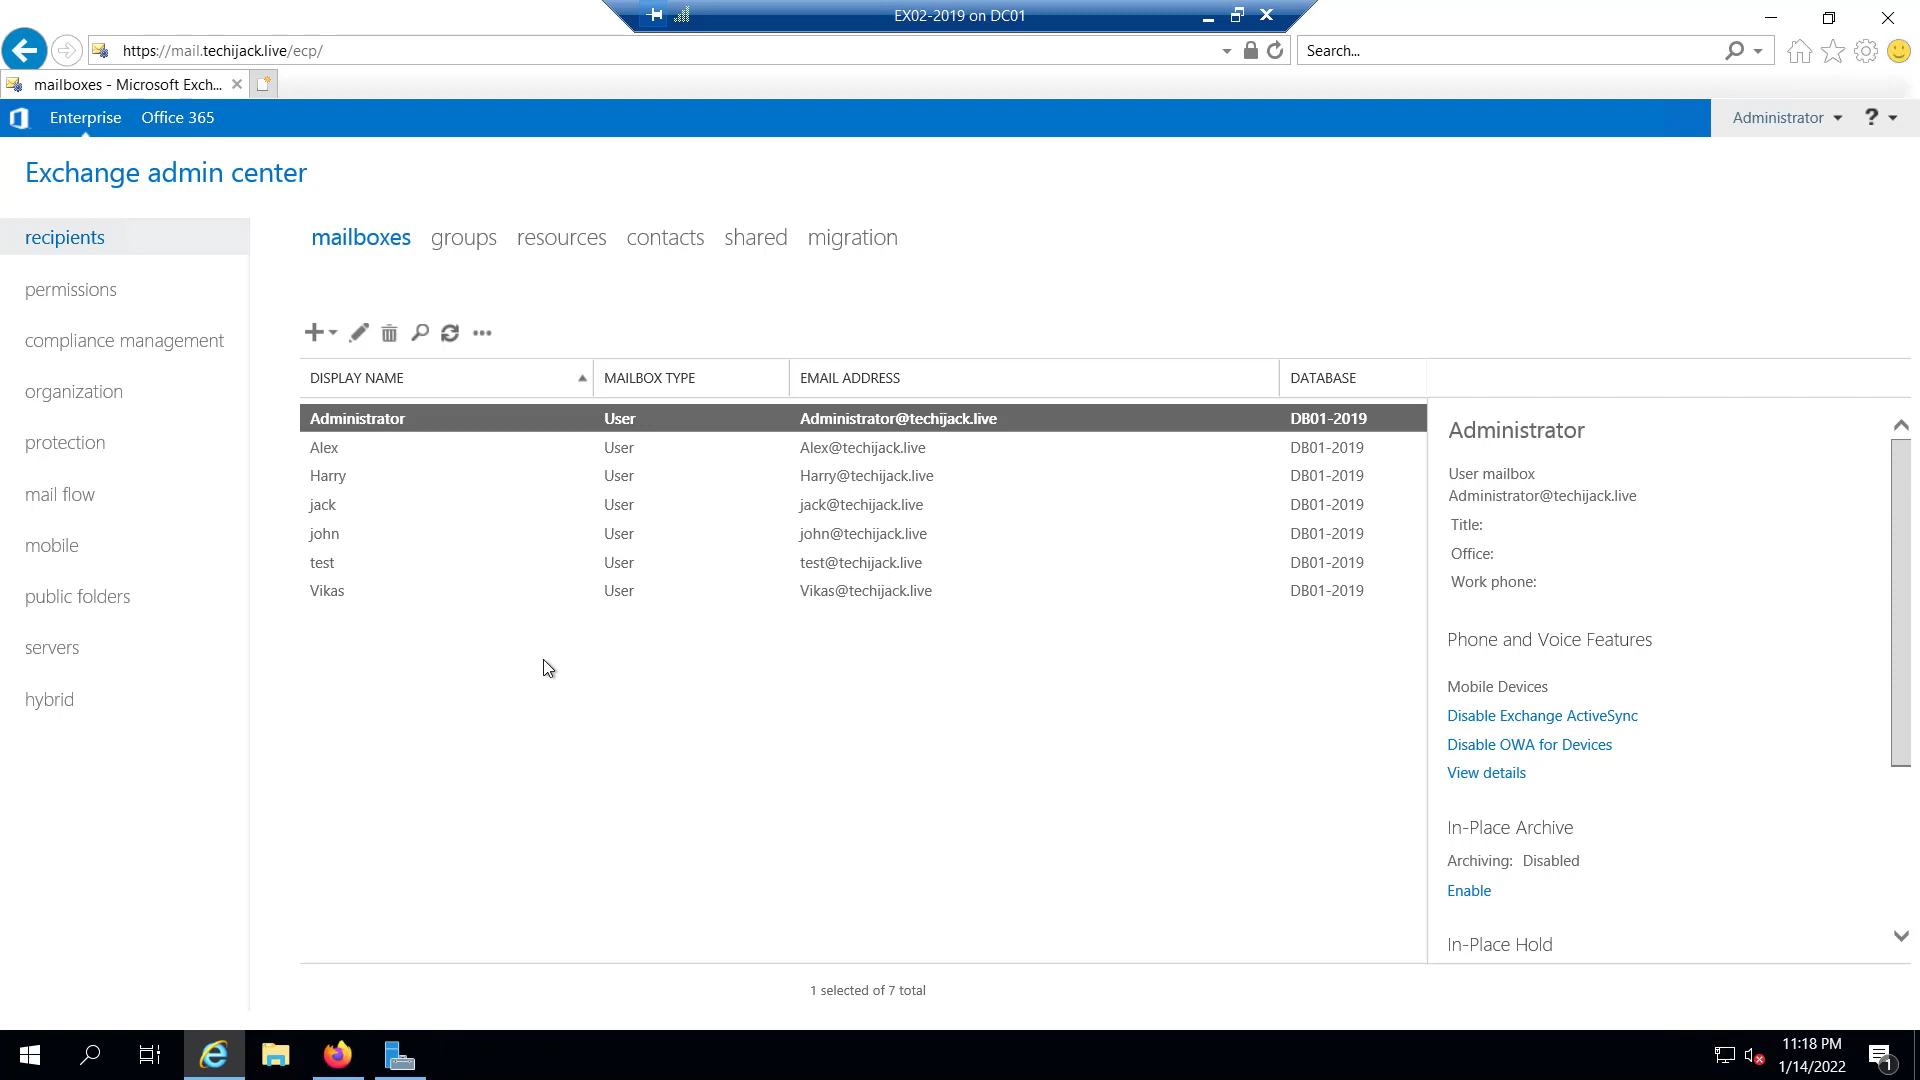 EX02-2019 on DC01
https://mail.techijack.live/ecp/
Search...
mailboxes - Microsoft Exch...
Enterprise Office 365
Administrator ?
Exchange admin center
recipients
permissions
compliance management
organization
protection
mail flow
mobile
public folders
servers
hybrid
mailboxes groups resources contacts shared migration
DISPLAY NAME MAILBOX TYPE EMAIL ADDRESS DATABASE
Administrator User Administrator@techijack.live DB01-2019
Alex User Alex@techijack.live DB01-2019
Harry User Harry@techijack.live DB01-2019
jack User jack@techijack.live DB01-2019
john User john@techijack.live DB01-2019
test User test@techijack.live DB01-2019
Vikas User Vikas@techijack.live DB01-2019
Administrator
User mailbox
Administrator@techijack.live
Title:
Office:
Work phone:
Phone and Voice Features
Mobile Devices
Disable Exchange ActiveSync
Disable OWA for Devices
View details
In-Place Archive
Archiving: Disabled
Enable
In-Place Hold
1 selected of 7 total
11:18 PM
1/14/2022
1